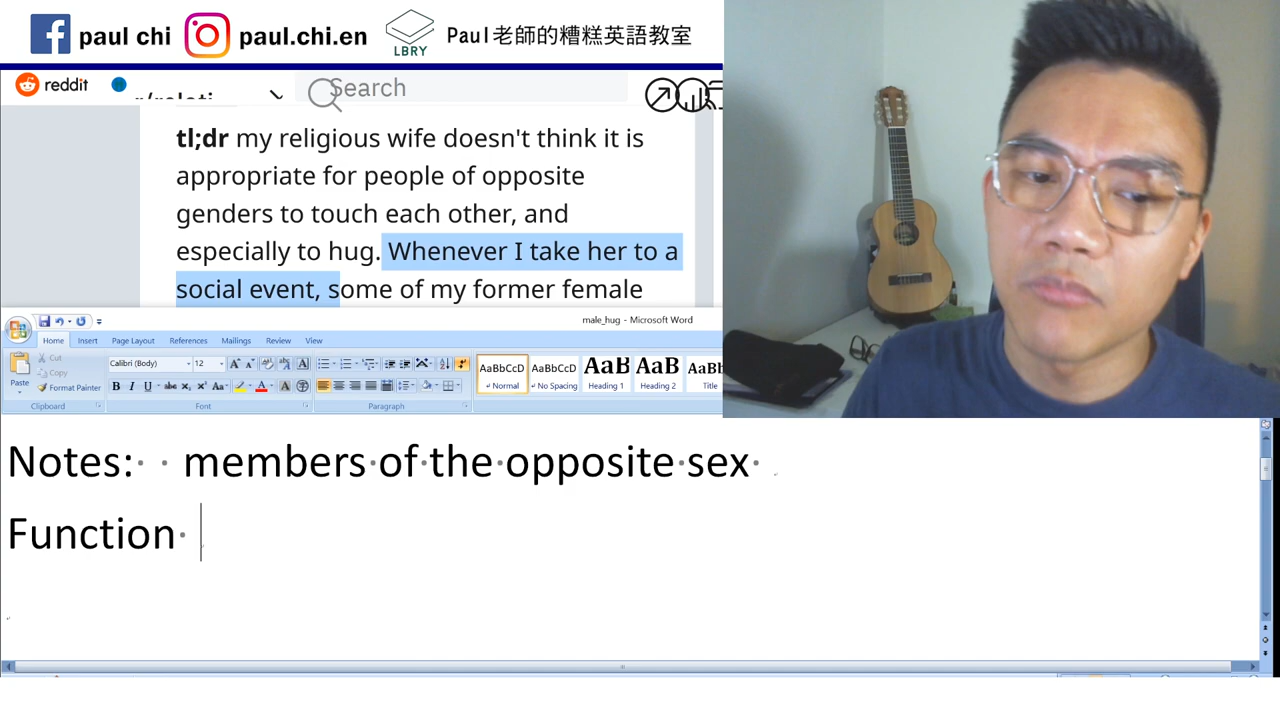 paul chi paul.chi.en LBRY Paul老師的糟糕英語教室
reddit Search
tl;dr my religious wife doesn't think it is
appropriate for people of opposite
genders to touch each other, and
especially to hug. Whenever I take her to a
social event, some of my former female
male_hug - Microsoft Word
Home Insert Page Layout References Mailings Review View
Cut
Copy
Paste Format Painter
Calibri (Body) 12
AaBbCcD AaBbCcD AaB AaB AaBb
Normal No Spacing Heading 1 Heading 2 Title
Clipboard Font Paragraph
Notes: members of the opposite sex
Function